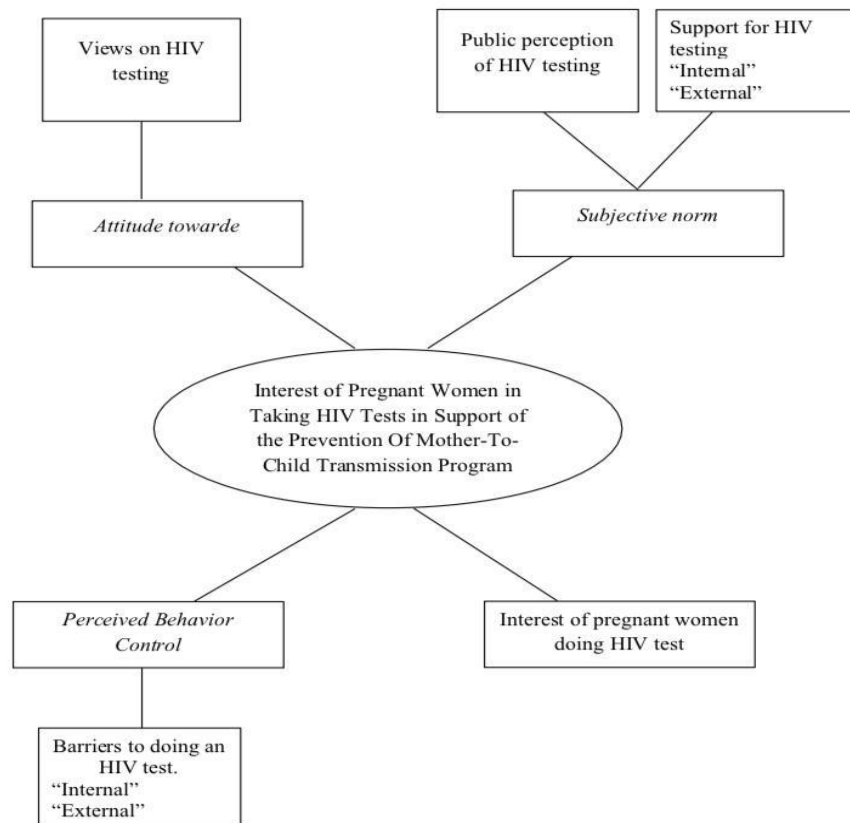 Views on HIV
testing
Public perception
of HIV testing
Support for HIV
testing
“Internal”
“External”
Attitude towarde
Subjective norm
Interest of Pregnant Women in
Taking HIV Tests in Support of
the Prevention Of Mother-To-
Child Transmission Program
Perceived Behavior
Control
Interest of pregnant women
doing HIV test
Barriers to doing an
HIV test.
“Internal”
“External”